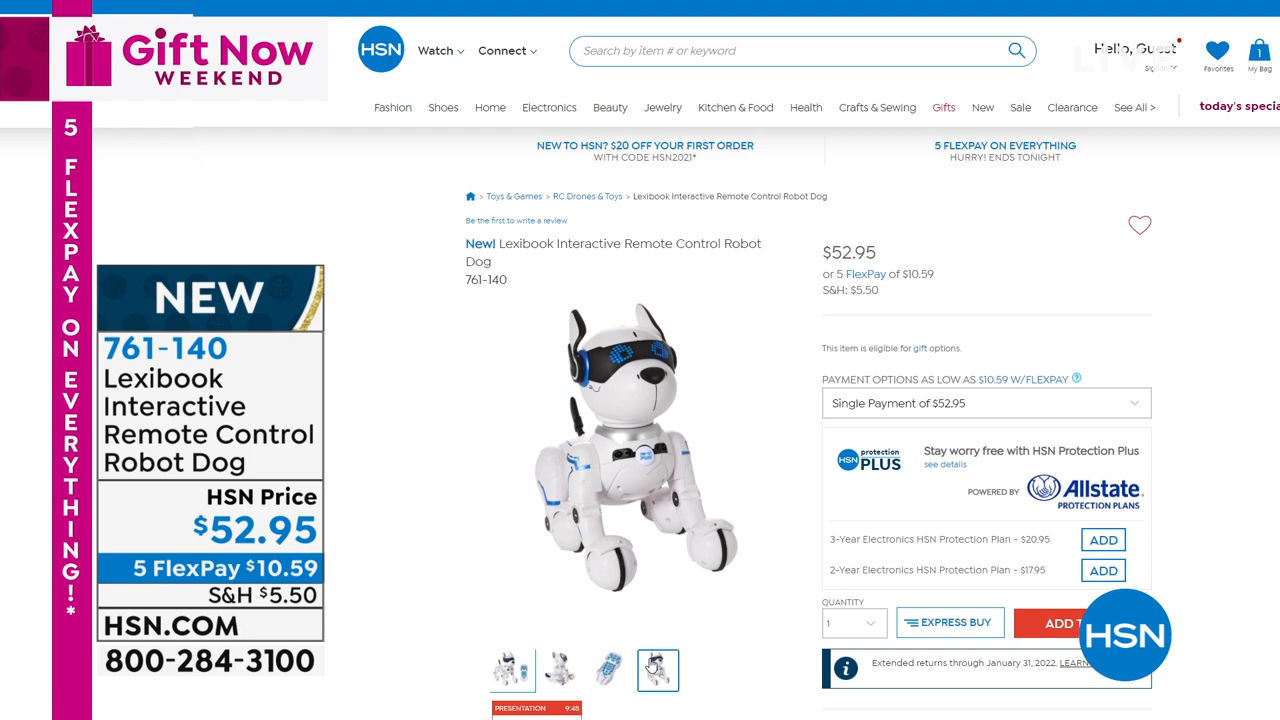 Gift Now
WEEKEND
5 FLEXPAY ON EVERYTHING!*
NEW
761-140
Lexibook
Interactive
Remote Control
Robot Dog
HSN Price
$52.95
5 FlexPay $10.59
S&H $5.50
HSN.COM
800-284-3100
HSN
Watch
Connect
Search by item # or keyword
LIVE
Hello, Guest
Sign In
Favorites
1
My Bag
Fashion Shoes Home Electronics Beauty Jewelry Kitchen & Food Health Crafts & Sewing Gifts New Sale Clearance See All >
today's specia
NEW TO HSN? $20 OFF YOUR FIRST ORDER
WITH CODE HSN2021*
5 FLEXPAY ON EVERYTHING
HURRY! ENDS TONIGHT
> Toys & Games > RC Drones & Toys > Lexibook Interactive Remote Control Robot Dog
Be the first to write a review
New! Lexibook Interactive Remote Control Robot
Dog
761-140
$52.95
or 5 FlexPay of $10.59
S&H: $5.50
This item is eligible for gift options.
PAYMENT OPTIONS AS LOW AS $10.59 W/FLEXPAY ?
Single Payment of $52.95
HSN protection PLUS
Stay worry free with HSN Protection Plus
see details
POWERED BY
Allstate.
PROTECTION PLANS
3-Year Electronics HSN Protection Plan - $20.95
ADD
2-Year Electronics HSN Protection Plan - $17.95
ADD
QUANTITY
1
EXPRESS BUY
ADD T
HSN
Extended returns through January 31, 2022. LEARN
PRESENTATION 9:45